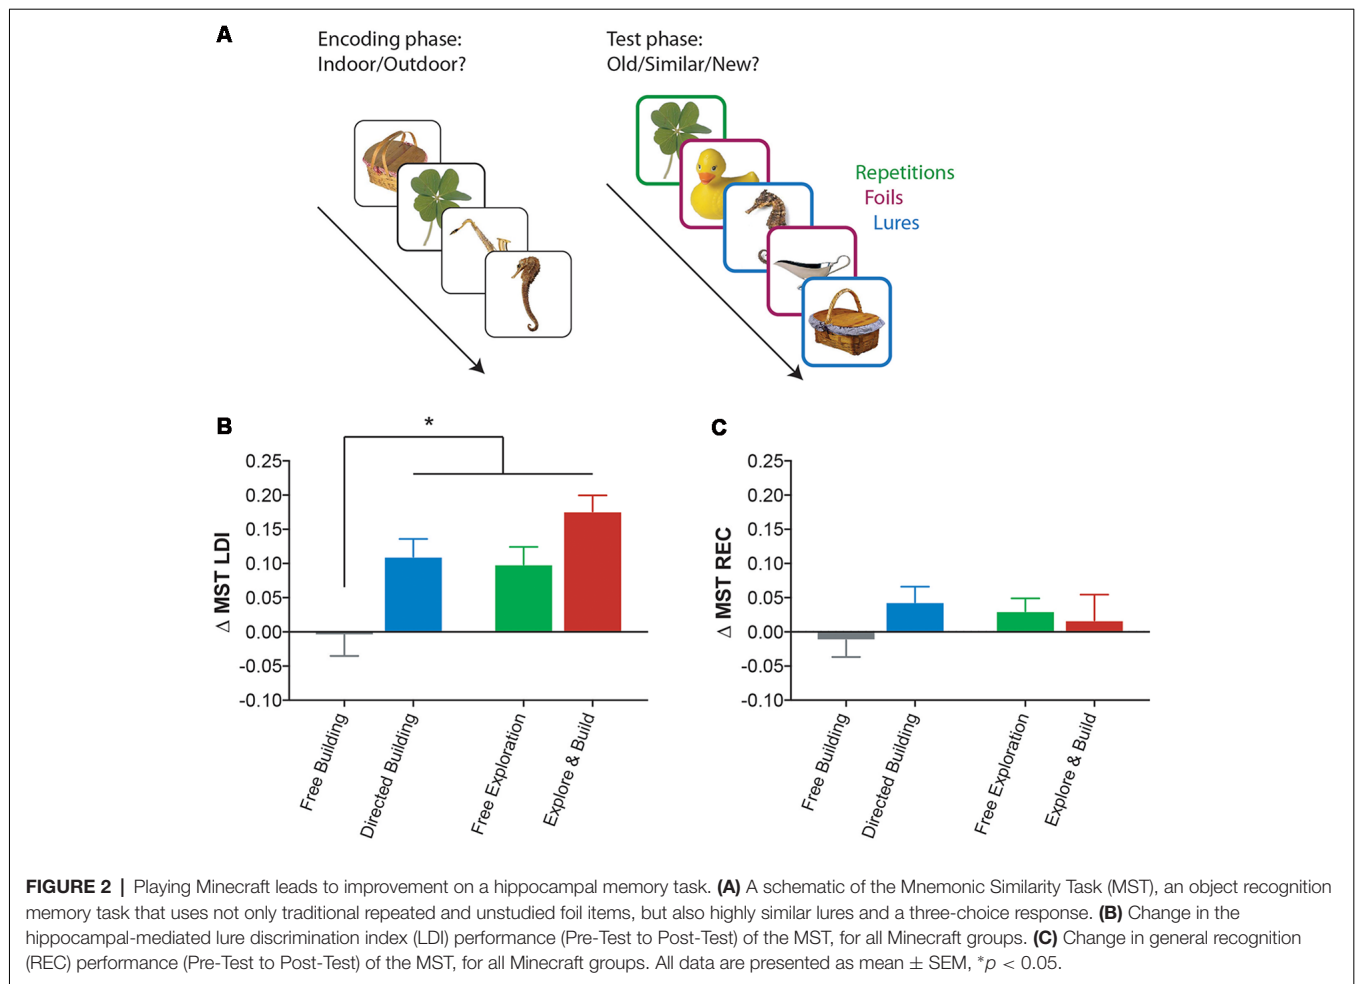 A
Encoding phase:
Indoor/Outdoor?
Test phase:
Old/Similar/New?
Repetitions
Foils
Lures
B
*
Δ MST LDI
0.25
0.20
0.15
0.10
0.05
0.00
-0.05
-0.10
Free Building
Directed Building
Free Exploration
Explore & Build
C
Δ MST REC
0.25
0.20
0.15
0.10
0.05
0.00
-0.05
-0.10
Free Building
Directed Building
Free Exploration
Explore & Build
FIGURE 2 | Playing Minecraft leads to improvement on a hippocampal memory task. (A) A schematic of the Mnemonic Similarity Task (MST), an object recognition
memory task that uses not only traditional repeated and unstudied foil items, but also highly similar lures and a three-choice response. (B) Change in the
hippocampal-mediated lure discrimination index (LDI) performance (Pre-Test to Post-Test) of the MST, for all Minecraft groups. (C) Change in general recognition
(REC) performance (Pre-Test to Post-Test) of the MST, for all Minecraft groups. All data are presented as mean ± SEM, *p < 0.05.